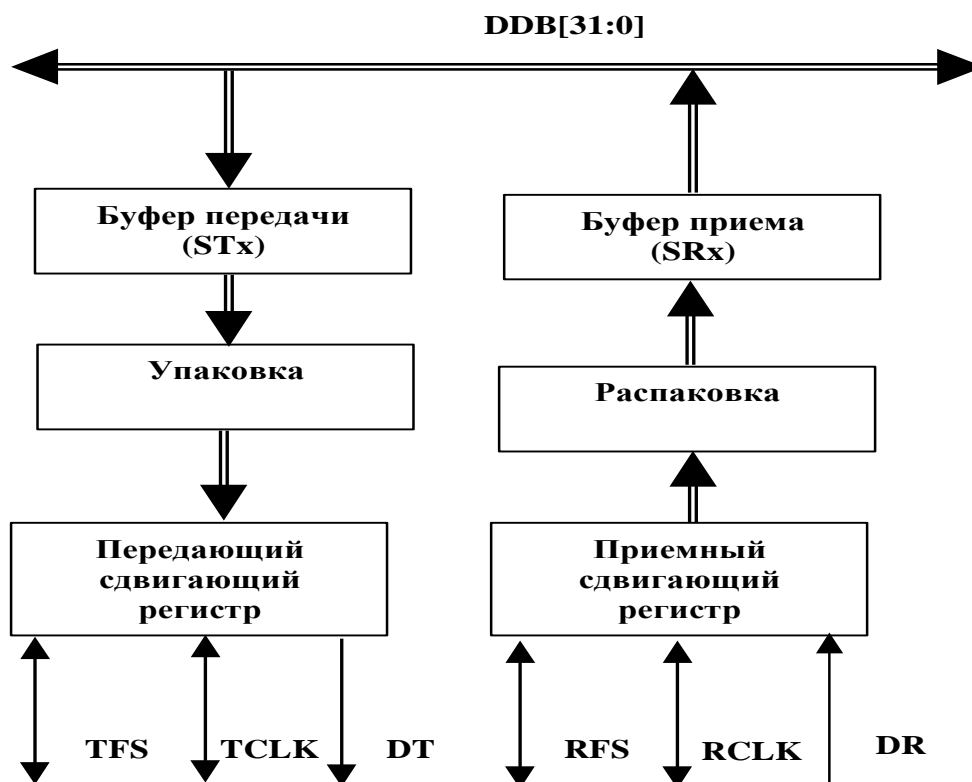 DDB[31:0]
Буфер передачи
(STx)
Буфер приема
(SRx)
Упаковка
Распаковка
Передающий
сдвигающий
регистр
Приемный
сдвигающий
регистр
TFS
TCLK
DT
RFS
RCLK
DR